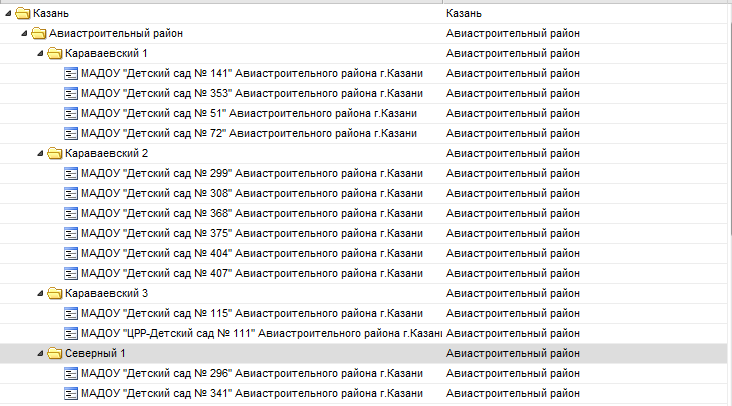 Казань Казань
Авиастроительный район Авиастроительный район
Караваевский 1 Авиастроительный район
МАДОУ "Детский сад № 141" Авиастроительного района г.Казани Авиастроительный район
МАДОУ "Детский сад № 353" Авиастроительного района г.Казани Авиастроительный район
МАДОУ "Детский сад № 51" Авиастроительного района г.Казани Авиастроительный район
МАДОУ "Детский сад № 72" Авиастроительного района г.Казани Авиастроительный район
Караваевский 2 Авиастроительный район
МАДОУ "Детский сад № 299" Авиастроительного района г.Казани Авиастроительный район
МАДОУ "Детский сад № 308" Авиастроительного района г.Казани Авиастроительный район
МАДОУ "Детский сад № 368" Авиастроительного района г.Казани Авиастроительный район
МАДОУ "Детский сад № 375" Авиастроительного района г.Казани Авиастроительный район
МАДОУ "Детский сад № 404" Авиастроительного района г.Казани Авиастроительный район
МАДОУ "Детский сад № 407" Авиастроительного района г.Казани Авиастроительный район
Караваевский 3 Авиастроительный район
МАДОУ "Детский сад № 115" Авиастроительного района г.Казани Авиастроительный район
МАДОУ "ЦРР-Детский сад № 111" Авиастроительного района г.Казани Авиастроительный район
Северный 1 Авиастроительный район
МАДОУ "Детский сад № 296" Авиастроительного района г.Казани Авиастроительный район
МАДОУ "Детский сад № 341" Авиастроительного района г.Казани Авиастроительный район